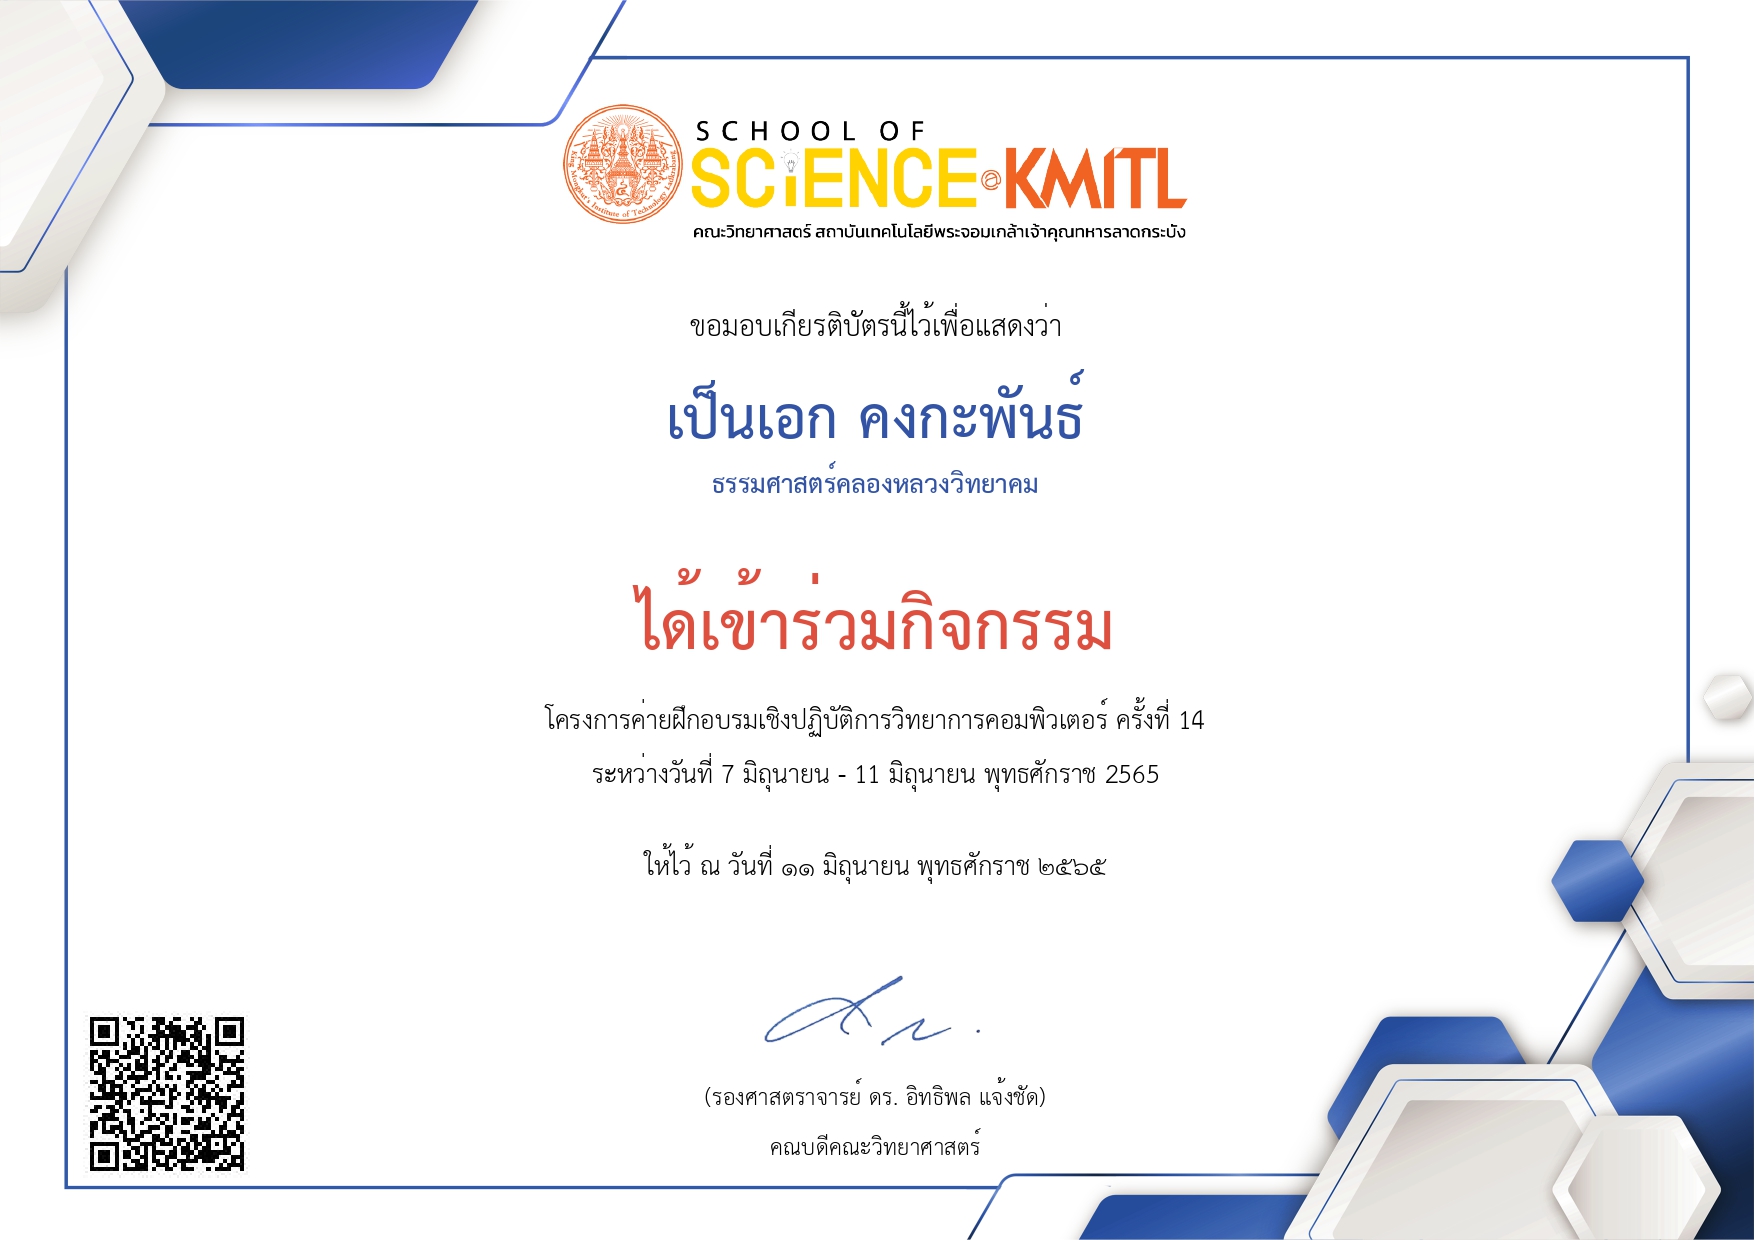 SCHOOL OF
SCiENCE@KMITL
King Mongkut's Institute of Technology Ladkrabang
คณะวิทยาศาสตร์ สถาบันเทคโนโลยีพระจอมเกล้าเจ้าคุณทหารลาดกระบัง
ขอมอบเกียรติบัตรนี้ไว้เพื่อแสดงว่า
เป็นเอก คงกะพันธ์
ธรรมศาสตร์คลองหลวงวิทยาคม
ได้เข้าร่วมกิจกรรม
โครงการค่ายฝึกอบรมเชิงปฏิบัติการวิทยาการคอมพิวเตอร์ ครั้งที่ 14
ระหว่างวันที่ 7 มิถุนายน - 11 มิถุนายน พุทธศักราช 2565
ให้ไว้ ณ วันที่ ๑๑ มิถุนายน พุทธศักราช ๒๕๖๕
(รองศาสตราจารย์ ดร. อิทธิพล แจ้งชัด)
คณบดีคณะวิทยาศาสตร์